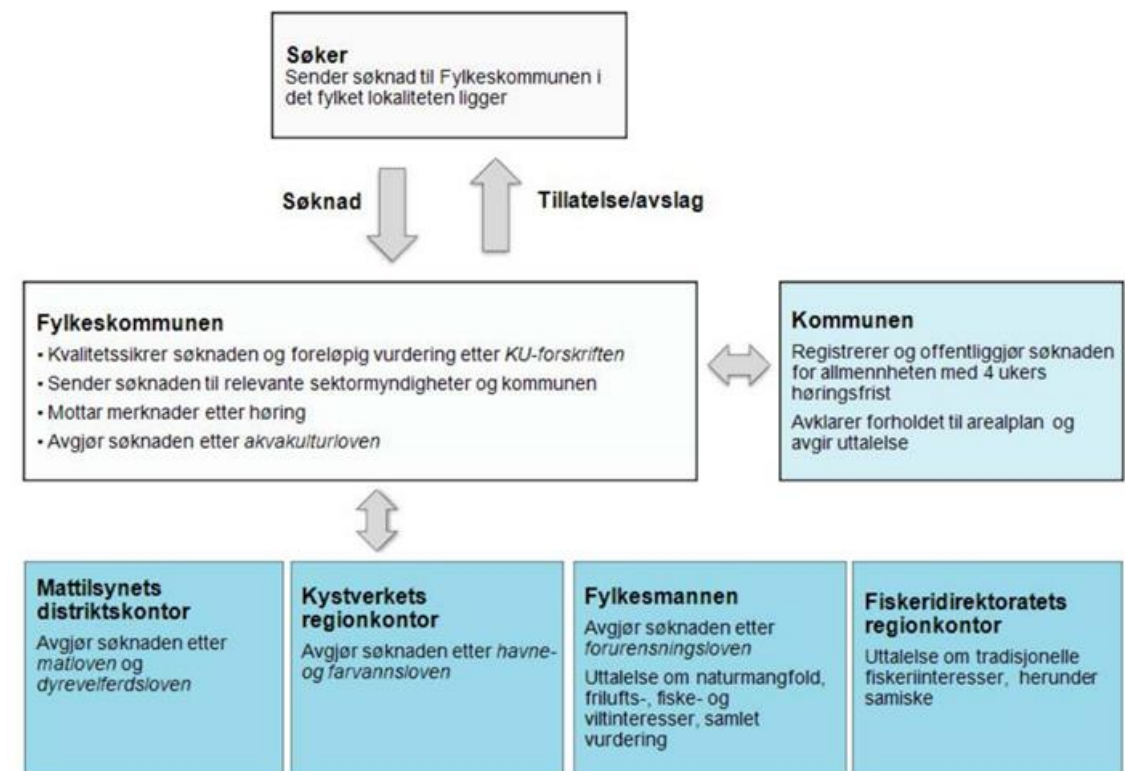 Søker
Sender søknad til Fylkeskommunen i
det fylket lokaliteten ligger
Søknad
Tillatelse/avslag
Fylkeskommunen
• Kvalitetssikrer søknaden og foreløpig vurdering etter KU-forskriften
• Sender søknaden til relevante sektormyndigheter og kommunen
• Mottar merknader etter høring
• Avgjør søknaden etter akvakulturloven
Kommunen
Registrerer og offentliggjør søknaden
for allmennheten med 4 ukers
høringsfrist
Avklarer forholdet til arealplan og
avgir uttalelse
Mattilsynets
distriktskontor
Avgjør søknaden etter
matloven og
dyrevelferdsloven
Kystverkets
regionkontor
Avgjør søknaden etter havne-
og farvannsloven
Fylkesmannen
Avgjør søknaden etter
forurensningsloven
Uttalelse om naturmangfold,
frilufts-, fiske- og
viltinteresser, samlet
vurdering
Fiskeridirektoratets
regionkontor
Uttalelse om tradisjonelle
fiskeriinteresser, herunder
samiske